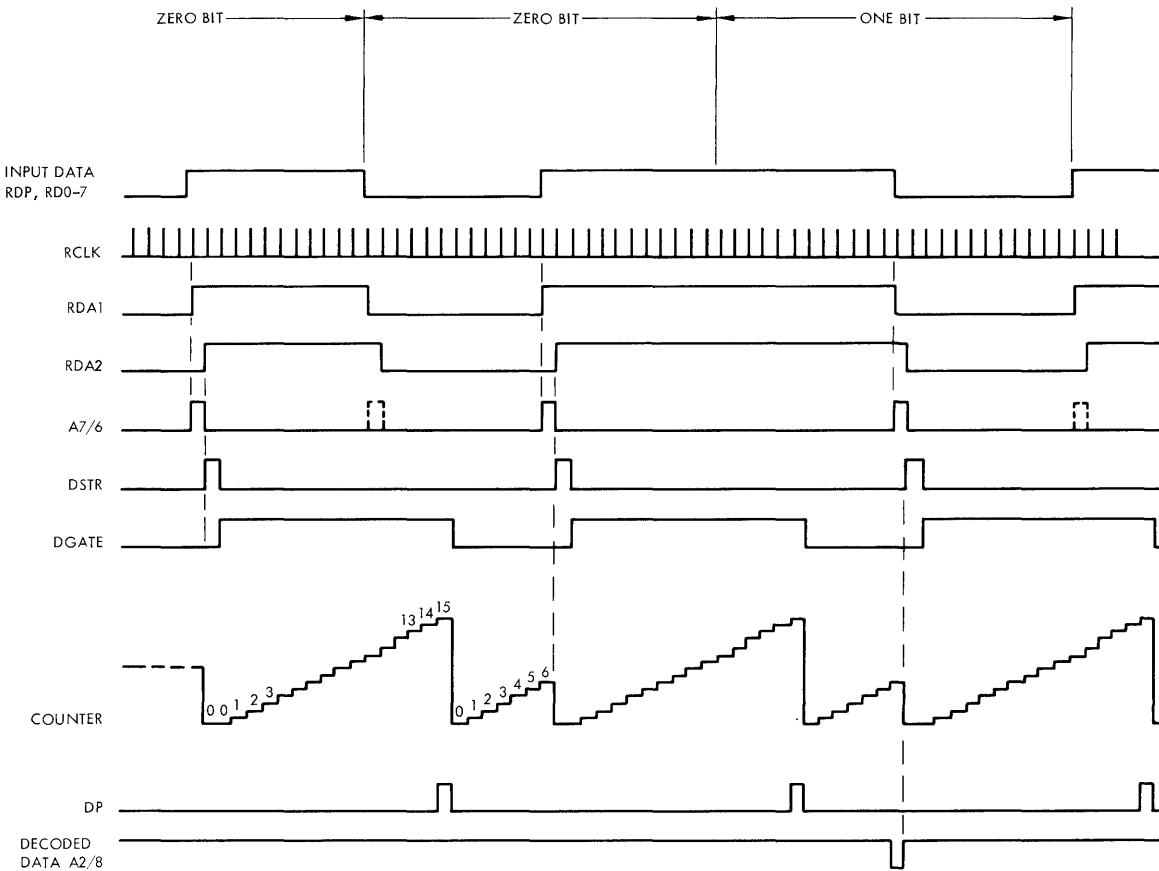 ZERO BIT
ZERO BIT
ONE BIT
INPUT DATA
RDP, RD0-7
RCLK
RDA1
RDA2
A7/6
DSTR
DGATE
COUNTER
0 0 1 2 3
13 14 15
0 1 2 3 4 5 6
DP
DECODED
DATA A2/8